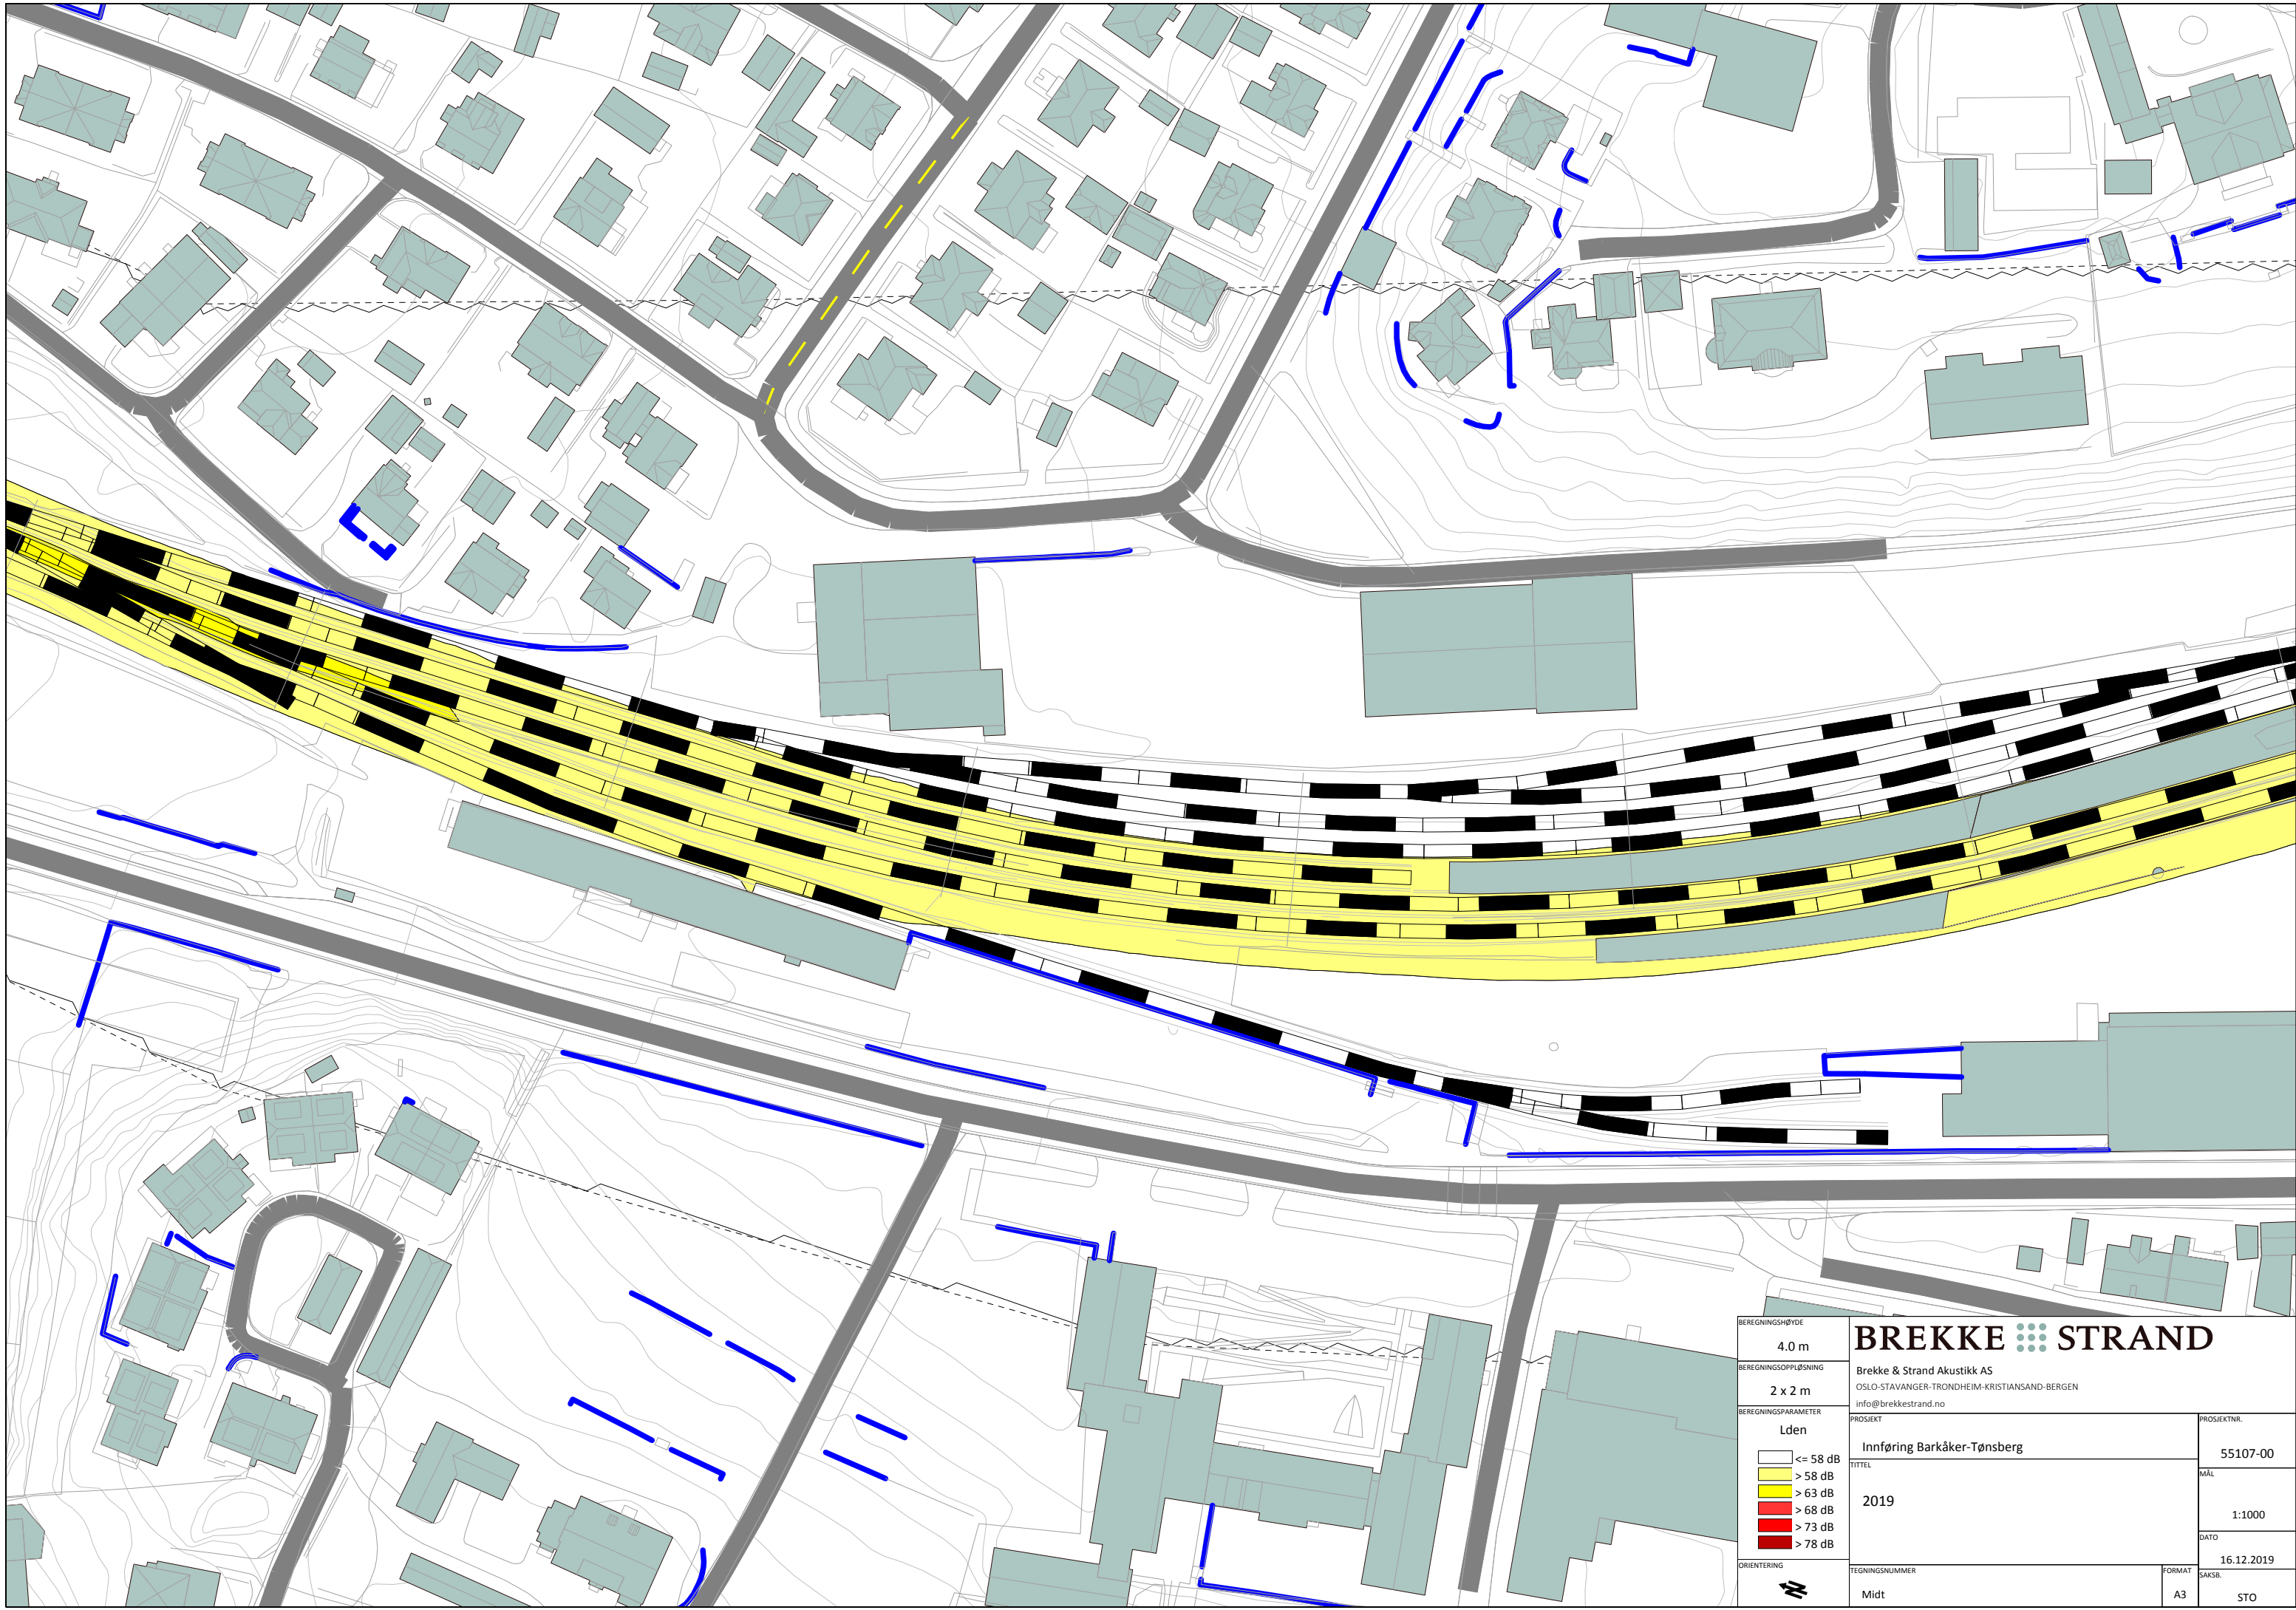 BEREGNINGSHØYDE
4.0 m
BEREGNINGSOPPLØSNING
2 x 2 m
BEREGNINGSPARAMETER
Lden
<= 58 dB
> 58 dB
> 63 dB
> 68 dB
> 73 dB
> 78 dB
ORIENTERING
BREKKE STRAND
Brekke & Strand Akustikk AS
OSLO-STAVANGER-TRONDHEIM-KRISTIANSAND-BERGEN
info@brekkestrand.no
PROSJEKT
Innføring Barkåker-Tønsberg
PROSJEKTNR.
55107-00
TITTEL
2019
MÅL
1:1000
DATO
16.12.2019
TEGNINGSNUMMER
Midt
FORMAT
A3
SAKSB.
STO